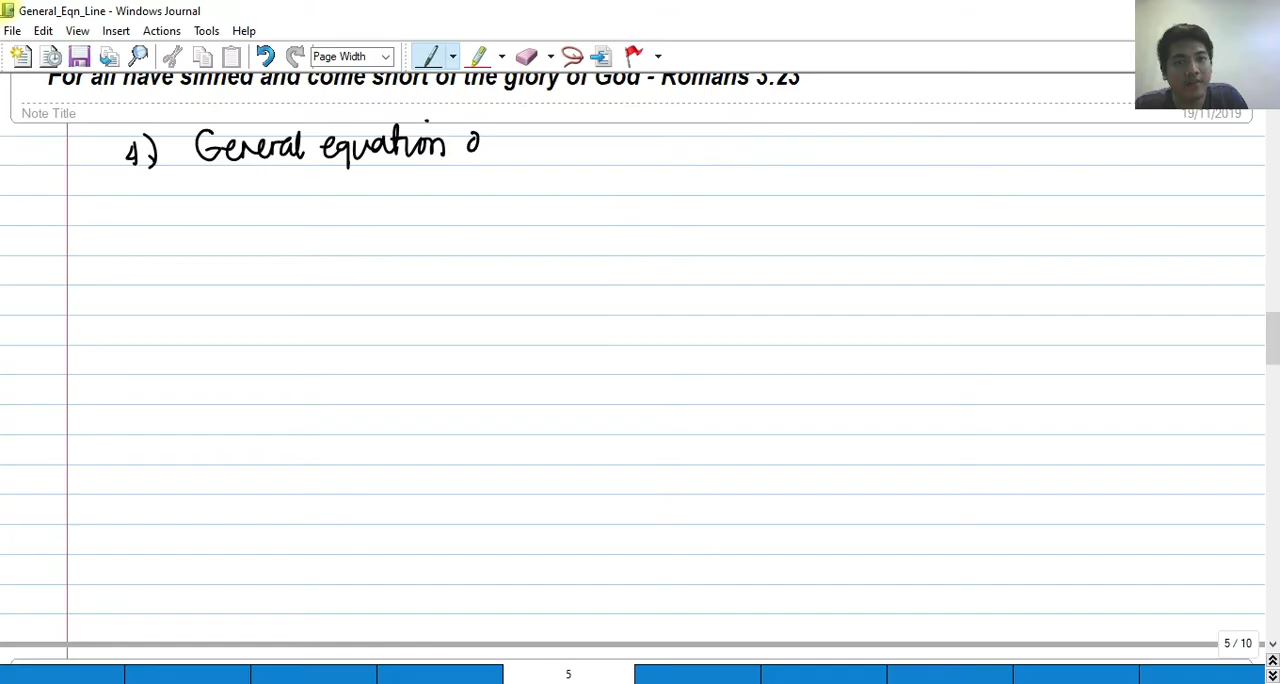 General_Eqn_Line - Windows Journal
File Edit View Insert Actions Tools Help
Page Width
For all have sinned and come short of the glory of God - Romans 3:23
Note Title
19/11/2019
4) General equation o
5 / 10
5